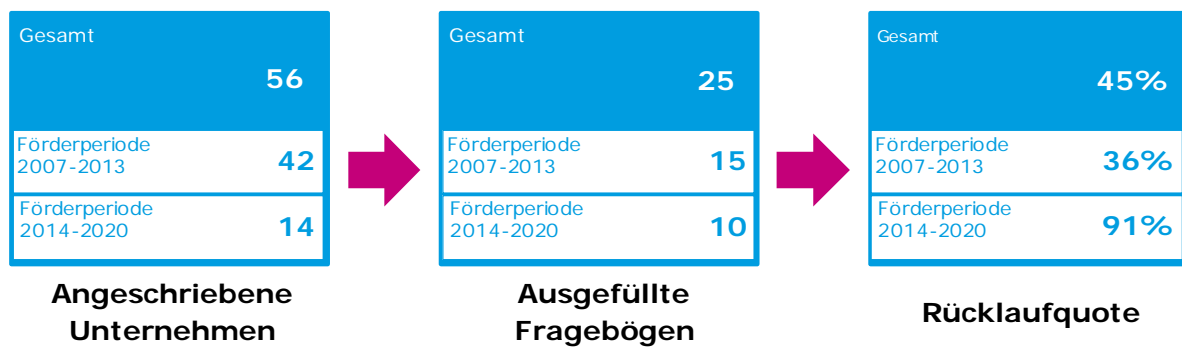 Gesamt
56
Förderperiode
2007-2013
42
Förderperiode
2014-2020
14
Angeschriebene
Unternehmen
Gesamt
25
Förderperiode
2007-2013
15
Förderperiode
2014-2020
10
Ausgefüllte
Fragebögen
Gesamt
45%
Förderperiode
2007-2013
36%
Förderperiode
2014-2020
91%
Rücklaufquote